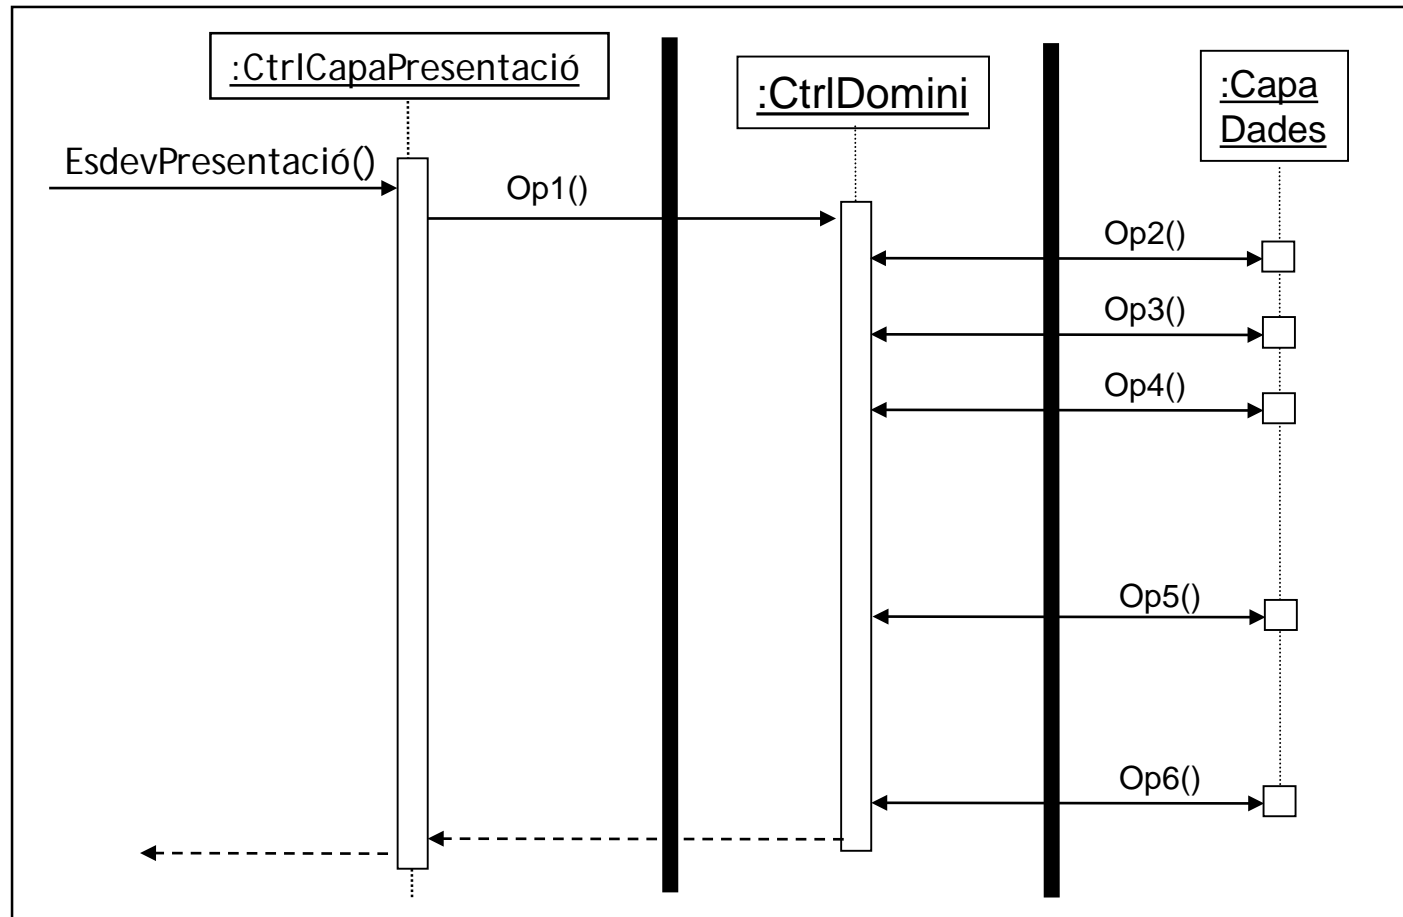 :CtrlCapaPresentació
:CtrlDomini
:Capa
Dades
EsdevPresentació()
Op1()
Op2()
Op3()
Op4()
Op5()
Op6()